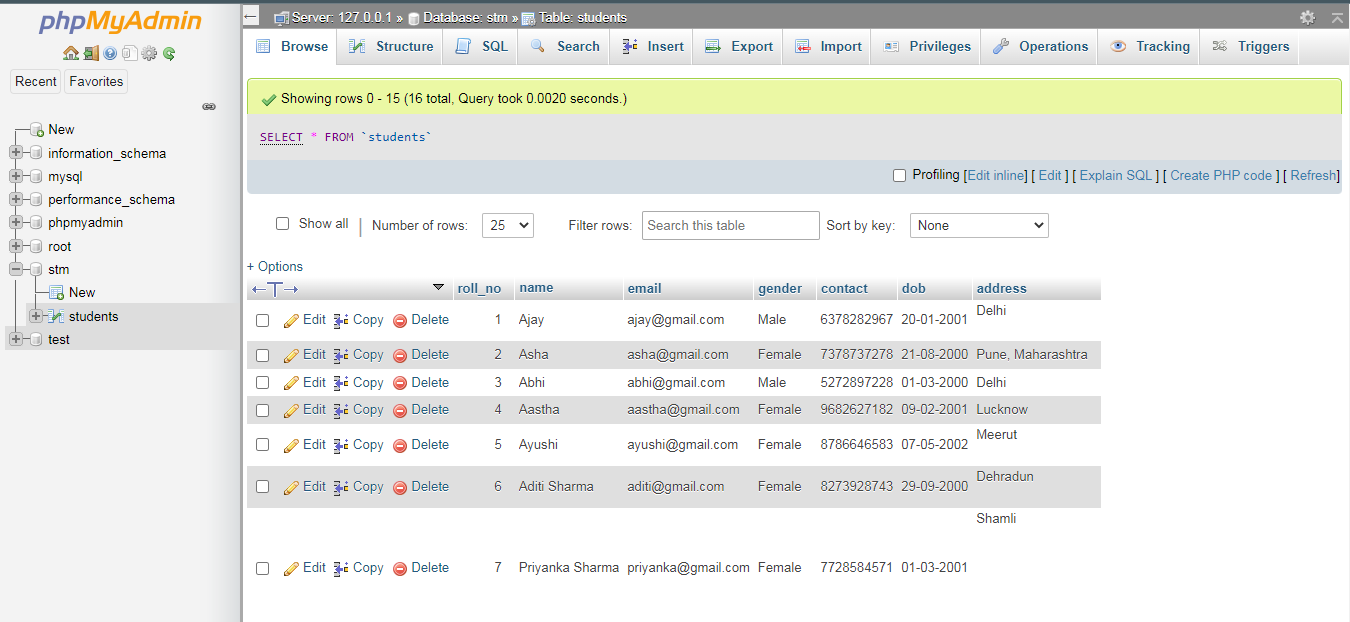 phpMyAdmin
Recent Favorites
New
information_schema
mysql
performance_schema
phpmyadmin
root
stm
New
students
test
Server: 127.0.0.1 » Database: stm » Table: students
Browse Structure SQL Search Insert Export Import Privileges Operations Tracking Triggers
Showing rows 0 - 15 (16 total, Query took 0.0020 seconds.)
SELECT * FROM `students`
Profiling [Edit inline] [ Edit ] [ Explain SQL ] [ Create PHP code ] [ Refresh]
Show all | Number of rows: 25 Filter rows: Search this table Sort by key: None
+ Options
←T→ roll_no name email gender contact dob address
Edit Copy Delete 1 Ajay ajay@gmail.com Male 6378282967 20-01-2001 Delhi
Edit Copy Delete 2 Asha asha@gmail.com Female 7378737278 21-08-2000 Pune, Maharashtra
Edit Copy Delete 3 Abhi abhi@gmail.com Male 5272897228 01-03-2000 Delhi
Edit Copy Delete 4 Aastha aastha@gmail.com Female 9682627182 09-02-2001 Lucknow
Edit Copy Delete 5 Ayushi ayushi@gmail.com Female 8786646583 07-05-2002 Meerut
Edit Copy Delete 6 Aditi Sharma aditi@gmail.com Female 8273928743 29-09-2000 Dehradun
Edit Copy Delete 7 Priyanka Sharma priyanka@gmail.com Female 7728584571 01-03-2001 Shamli